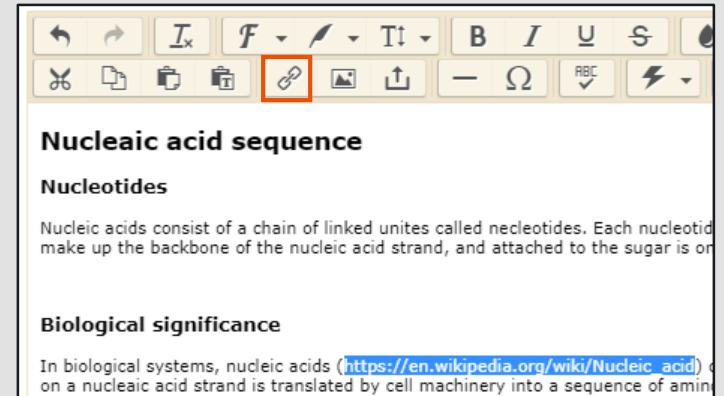 Ix F T B I U S
Ω ABC
Nucleaic acid sequence
Nucleotides
Nucleic acids consist of a chain of linked unites called necleotides. Each nucleotid
make up the backbone of the nucleic acid strand, and attached to the sugar is on
Biological significance
In biological systems, nucleic acids (https://en.wikipedia.org/wiki/Nucleic_acid)
on a nucleaic acid strand is translated by cell machinery into a sequence of amin